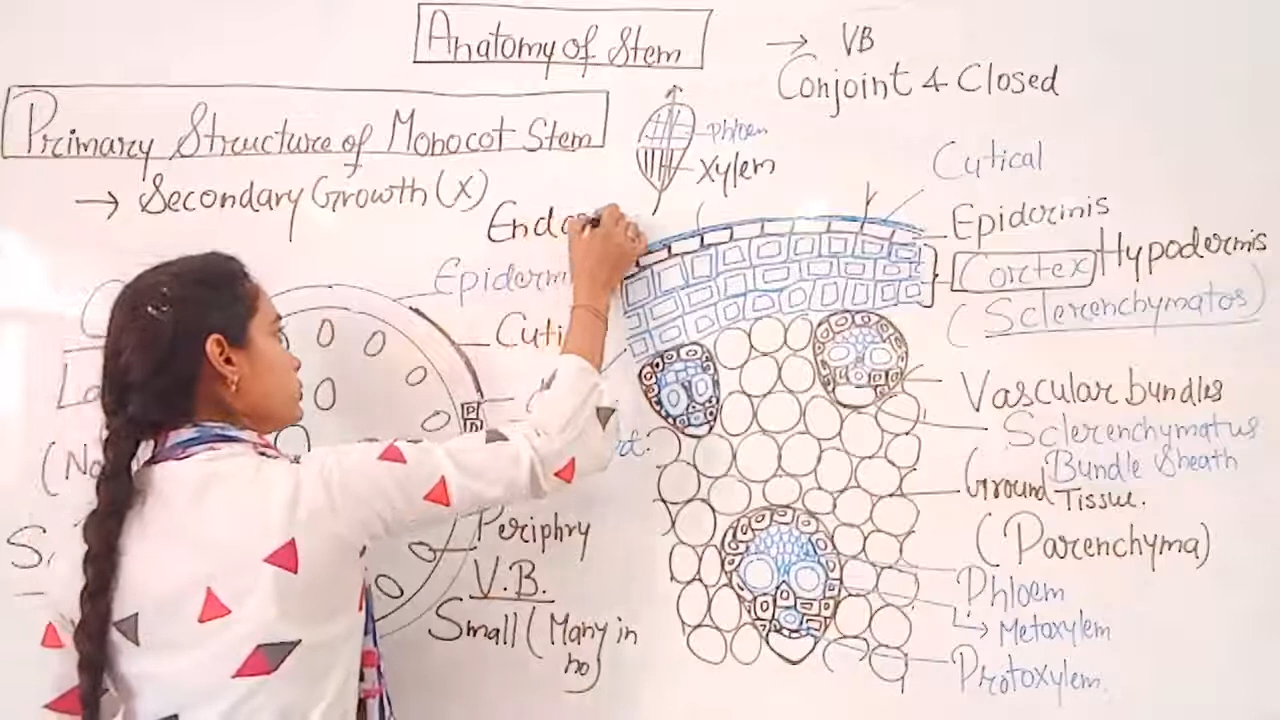 Anatomy of Stem
→ VB
Conjoint & Closed
Primary Structure of Monocot Stem
→ Secondary Growth (X)
Phloem
Xylem
Cutical
Epidermis
Cortex Hypodermis
(Sclerenchymatos)
Endo
Epiderm
Cuti
Vascular bundles
Sclerenchymatus
Bundle Sheath
Ground Tissue.
(Parenchyma)
Phloem
→ Metoxylem
Protoxylem.
Periphry
V.B.
Small (Many in
no)